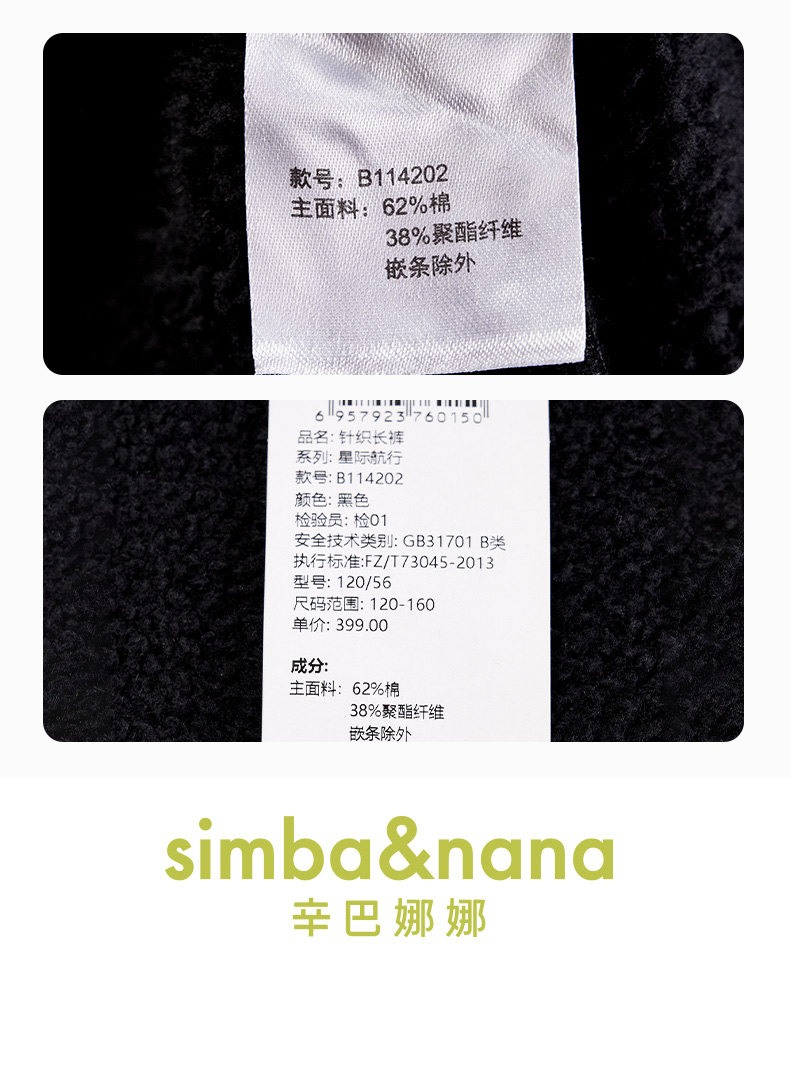 款号：B114202
主面料：62%棉
38%聚酯纤维
嵌条除外
6 957923 760150
品名: 针织长裤
系列: 星际航行
款号: B114202
颜色: 黑色
检验员: 检01
安全技术类别: GB31701 B类
执行标准:FZ/T73045-2013
型号: 120/56
尺码范围: 120-160
单价: 399.00
成分:
主面料: 62%棉
38%聚酯纤维
嵌条除外
simba&nana
辛巴娜娜